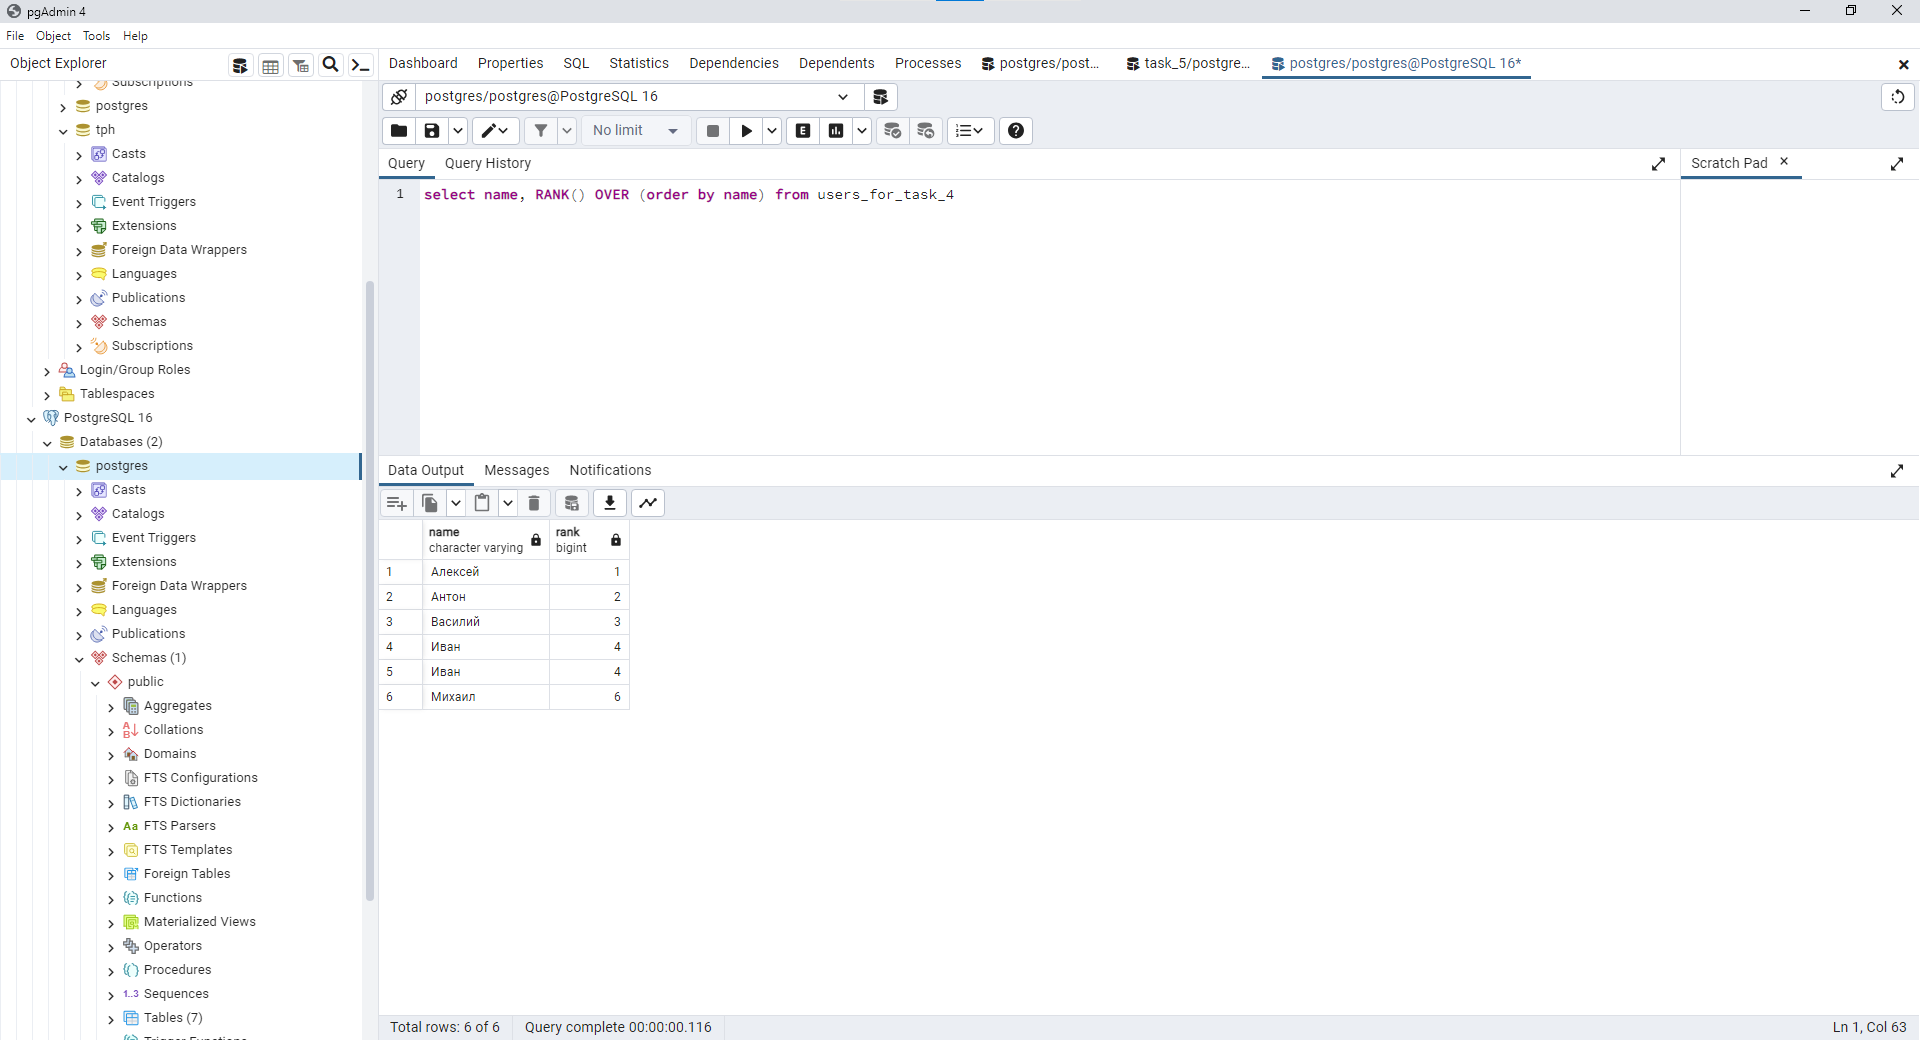 pgAdmin 4
File Object Tools Help
Object Explorer
Dashboard Properties SQL Statistics Dependencies Dependents Processes postgres/post... task_5/postgre... postgres/postgres@PostgreSQL 16*
Subscriptions
postgres
tph
Casts
Catalogs
Event Triggers
Extensions
Foreign Data Wrappers
Languages
Publications
Schemas
Subscriptions
Login/Group Roles
Tablespaces
PostgreSQL 16
Databases (2)
postgres
Casts
Catalogs
Event Triggers
Extensions
Foreign Data Wrappers
Languages
Publications
Schemas (1)
public
Aggregates
Collations
Domains
FTS Configurations
FTS Dictionaries
Aa FTS Parsers
FTS Templates
Foreign Tables
Functions
Materialized Views
Operators
Procedures
1..3 Sequences
Tables (7)
Trigger Functions
postgres/postgres@PostgreSQL 16
No limit
E
Query Query History
Scratch Pad
1 select name, RANK() OVER (order by name) from users_for_task_4
Data Output Messages Notifications
name rank
character varying bigint
1 Алексей 1
2 Антон 2
3 Василий 3
4 Иван 4
5 Иван 4
6 Михаил 6
Total rows: 6 of 6 Query complete 00:00:00.116 Ln 1, Col 63